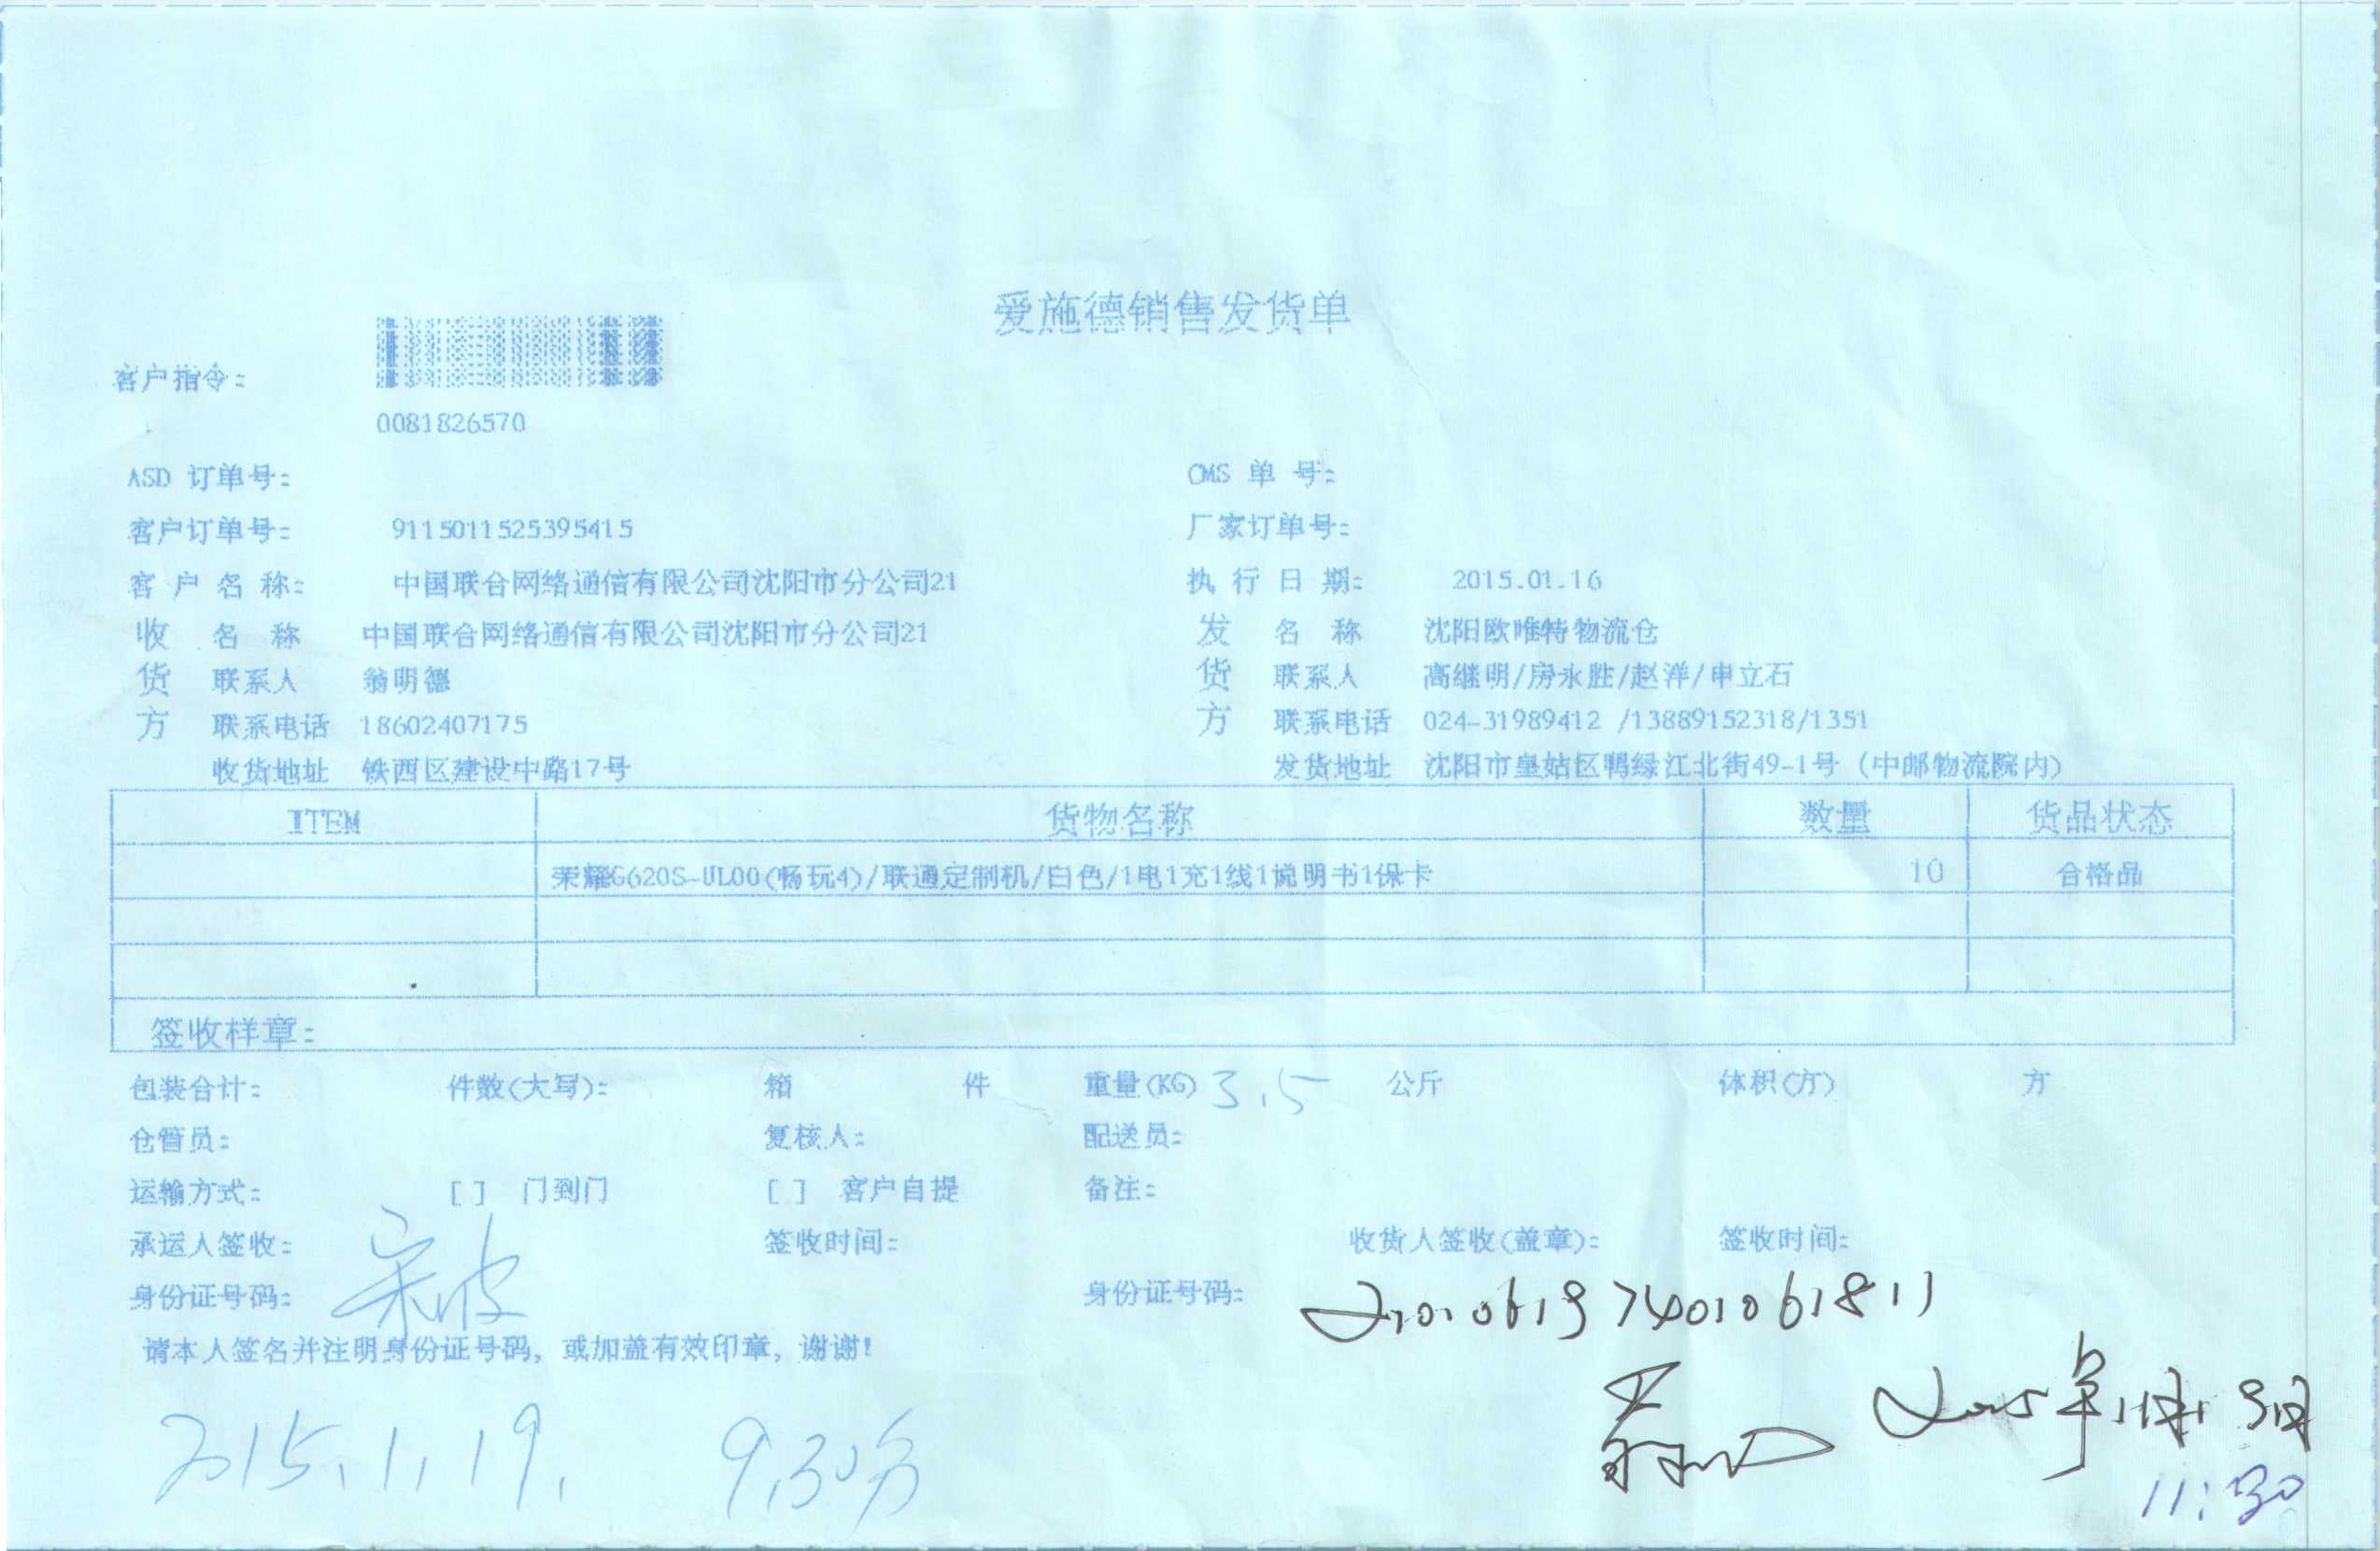 爱施德销售发货单
客户指令:
0081826570
ASD 订单号: CMS 单 号:
客户订单号: 9115011525395415 厂家订单号:
客 户 名 称: 中国联合网络通信有限公司沈阳市分公司21 执 行 日 期: 2015.01.16
收 名 称 中国联合网络通信有限公司沈阳市分公司21 发 名 称 沈阳欧唯特物流仓
货 联系人 翁明德 货 联系人 高继明/房永胜/赵洋/申立石
方 联系电话 18602407175 方 联系电话 024-31989412 /13889152318/1351
收货地址 铁西区建设中路17号 发货地址 沈阳市皇姑区鸭绿江北街49-1号 (中邮物流院内)
ITEM 货物名称 数量 货品状态
荣耀G620S-UL00(畅玩4)/联通定制机/白色/1电1充1线1说明书1保卡 10 合格品
签收样章:
包装合计: 件数(大写): 箱 件 重量(KG) 3.5 公斤 体积(方) 方
仓管员: 复核人: 配送员:
运输方式: [ ] 门到门 [ ] 客户自提 备注:
承运人签收: 宋波 签收时间: 收货人签收(盖章): 签收时间:
身份证号码: 身份证号码: 210106197401061811
请本人签名并注明身份证号码, 或加盖有效印章, 谢谢!
2015.1.19. 9.30分
11:30